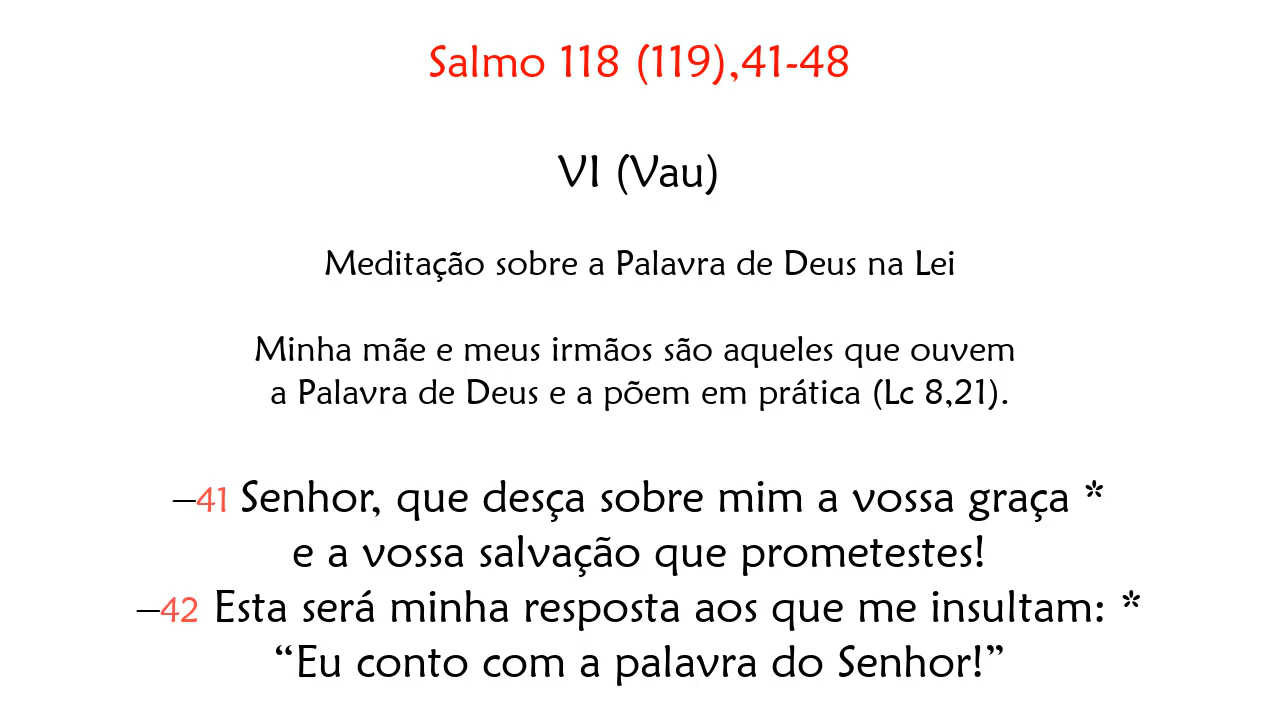 Salmo 118 (119),41-48
VI (Vau)
Meditação sobre a Palavra de Deus na Lei
Minha mãe e meus irmãos são aqueles que ouvem
a Palavra de Deus e a põem em prática (Lc 8,21).
–41 Senhor, que desça sobre mim a vossa graça *
e a vossa salvação que prometestes!
–42 Esta será minha resposta aos que me insultam: *
“Eu conto com a palavra do Senhor!”